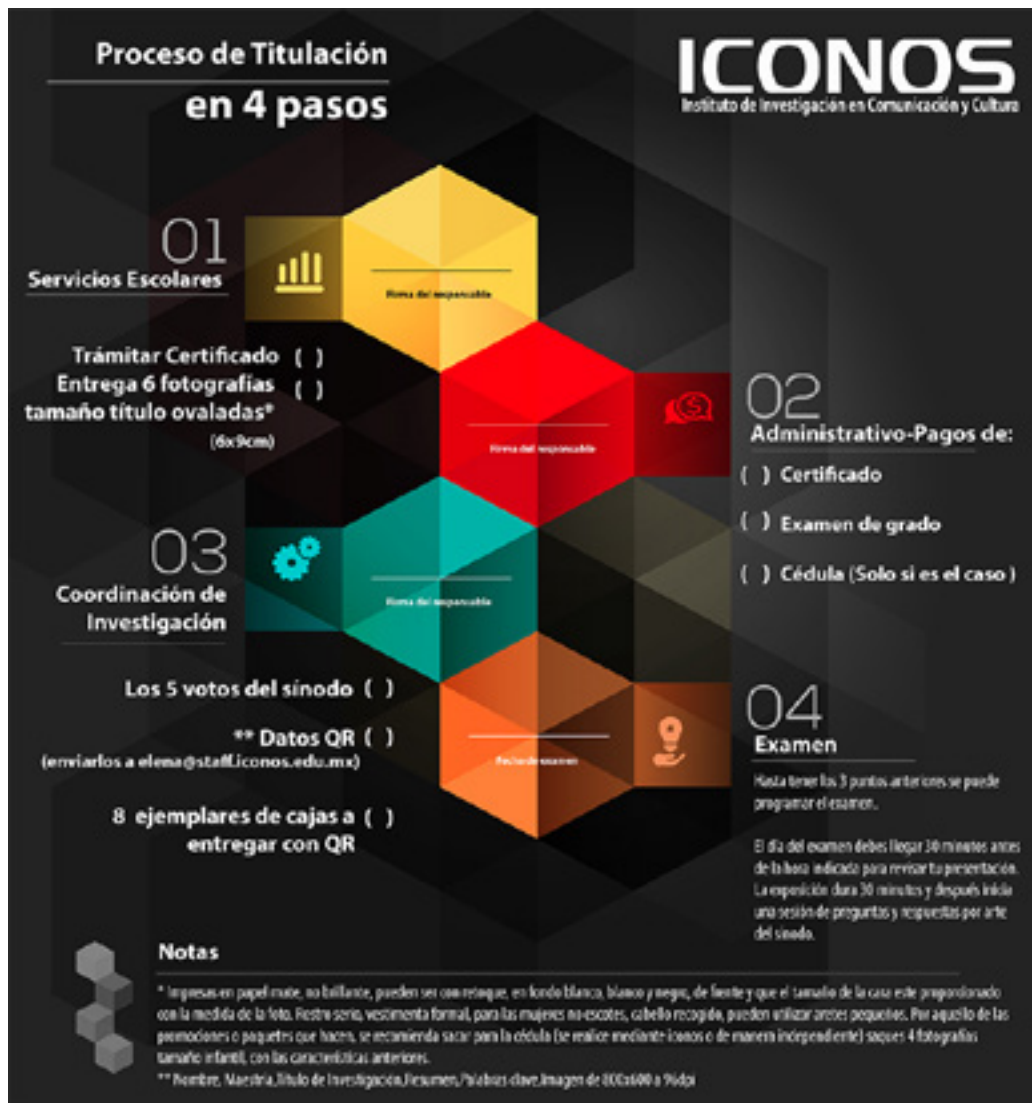 Proceso de Titulación
en 4 pasos
ICONOS
Instituto de Investigación en Comunicación y Cultura
01
Servicios Escolares
Firma del responsable
Trámitar Certificado ( )
Entrega 6 fotografías ( )
tamaño título ovaladas*
(6x9cm)
02
Administrativo-Pagos de:
Firma del responsable
( ) Certificado
( ) Examen de grado
( ) Cédula (Solo si es el caso )
03
Coordinación de
Investigación
Firma del responsable
Los 5 votos del sínodo ( )
** Datos QR ( )
(enviarlos a elena@staff.iconos.edu.mx)
8 ejemplares de cajas a ( )
entregar con QR
04
Examen
Fecha de examen
Hasta tener los 3 puntos anteriores se puede
programar el examen.
El día del examen debes llegar 30 minutos antes
de la hora indicada para revisar tu presentación.
La exposición dura 30 minutos y después inicia
una sesión de preguntas y respuestas por arte
del sínodo.
Notas
* Impresas en papel mate, no brillante, pueden ser con retoque, en fondo blanco, blanco y negro, de frente y que el tamaño de la cara este proporcionado
con la medida de la foto. Rostro serio, vestimenta formal, para las mujeres no escotes, cabello recogido, pueden utilizar aretes pequeños. Por aquello de las
promociones o paquetes que hacen, se recomienda sacar para la cédula (se realice mediante iconos o de manera independiente) saques 4 fotografías
tamaño infantil, con las características anteriores.
** Nombre, Maestría, Título de Investigación, Resumen, Palabras clave, Imagen de 800x600 a 96dpi